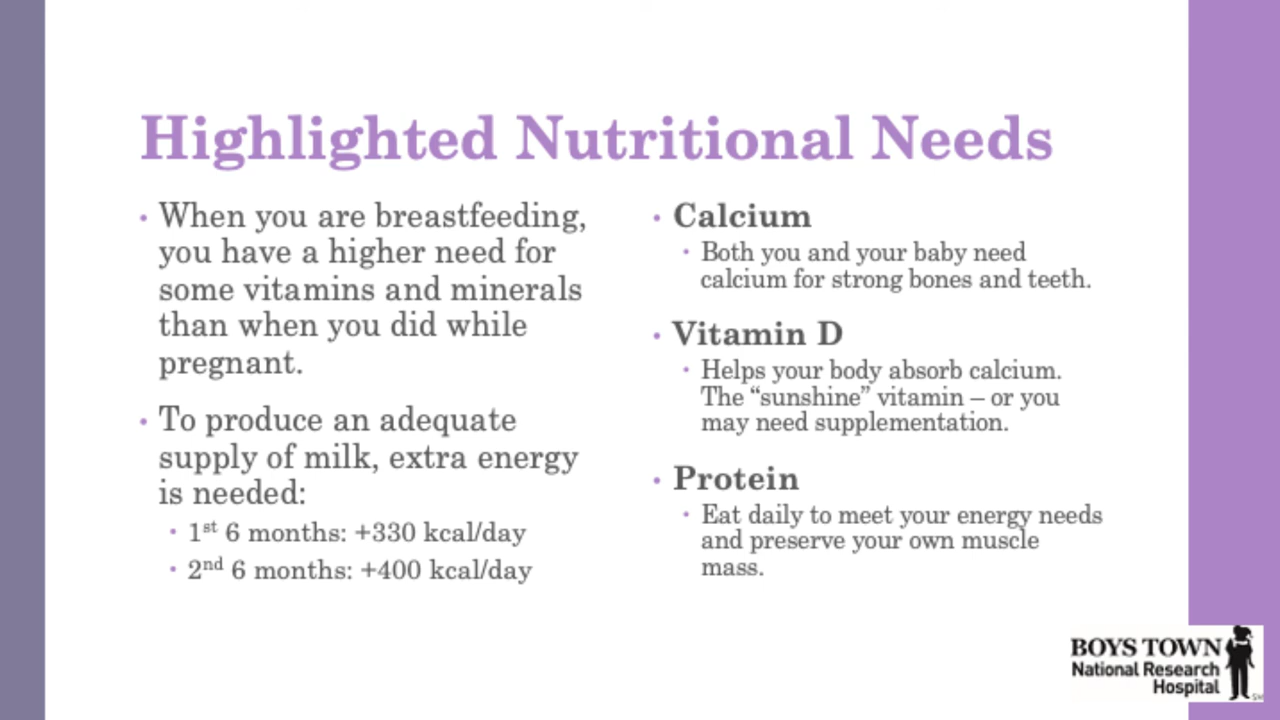 Highlighted Nutritional Needs
• When you are breastfeeding,
you have a higher need for
some vitamins and minerals
than when you did while
pregnant.
• To produce an adequate
supply of milk, extra energy
is needed:
• 1st 6 months: +330 kcal/day
• 2nd 6 months: +400 kcal/day
• Calcium
• Both you and your baby need
calcium for strong bones and teeth.
• Vitamin D
• Helps your body absorb calcium.
The “sunshine” vitamin – or you
may need supplementation.
• Protein
• Eat daily to meet your energy needs
and preserve your own muscle
mass.
BOYS TOWN
National Research
Hospital
SM